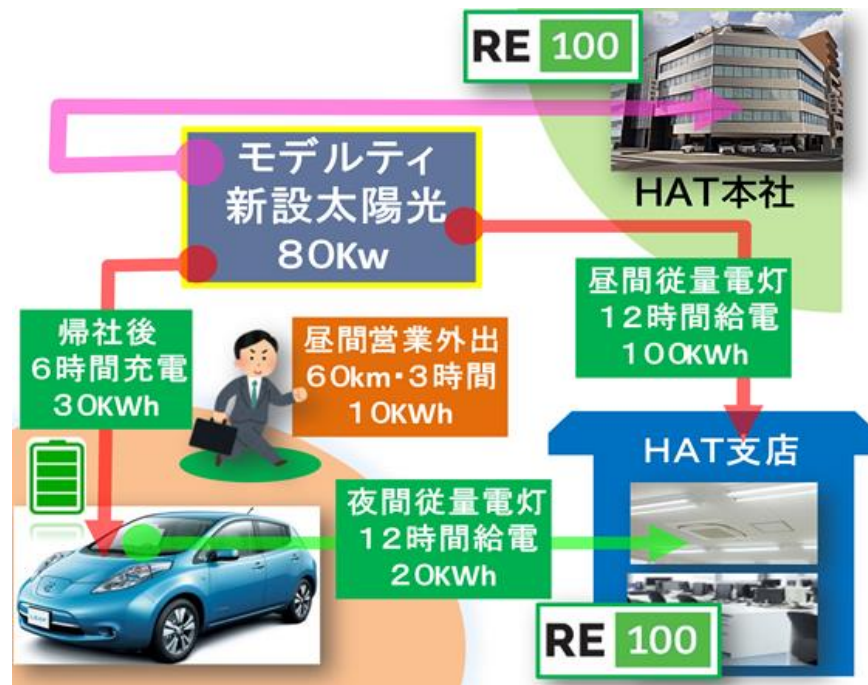 RE 100
HAT本社
モデルティ
新設太陽光
80Kw
昼間従量電灯
12時間給電
100KWh
帰社後
6時間充電
30KWh
昼間営業外出
60km・3時間
10KWh
HAT支店
夜間従量電灯
12時間給電
20KWh
RE 100